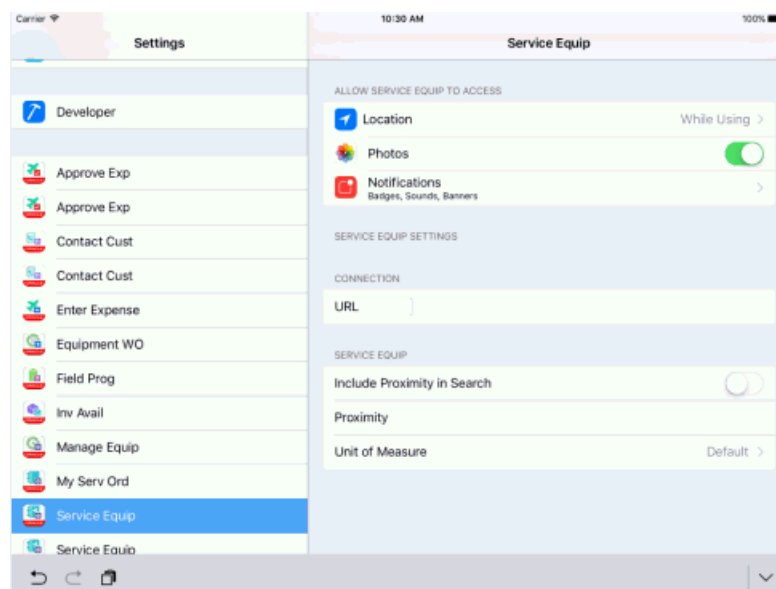 Carrier 10:30 AM 100%
Settings
Service Equip
Developer
Approve Exp
Approve Exp
Contact Cust
Contact Cust
Enter Expense
Equipment WO
Field Prog
Inv Avail
Manage Equip
My Serv Ord
Service Equip
Service Equip
ALLOW SERVICE EQUIP TO ACCESS
Location While Using
Photos
Notifications
Badges, Sounds, Banners
SERVICE EQUIP SETTINGS
CONNECTION
URL
SERVICE EQUIP
Include Proximity in Search
Proximity
Unit of Measure Default